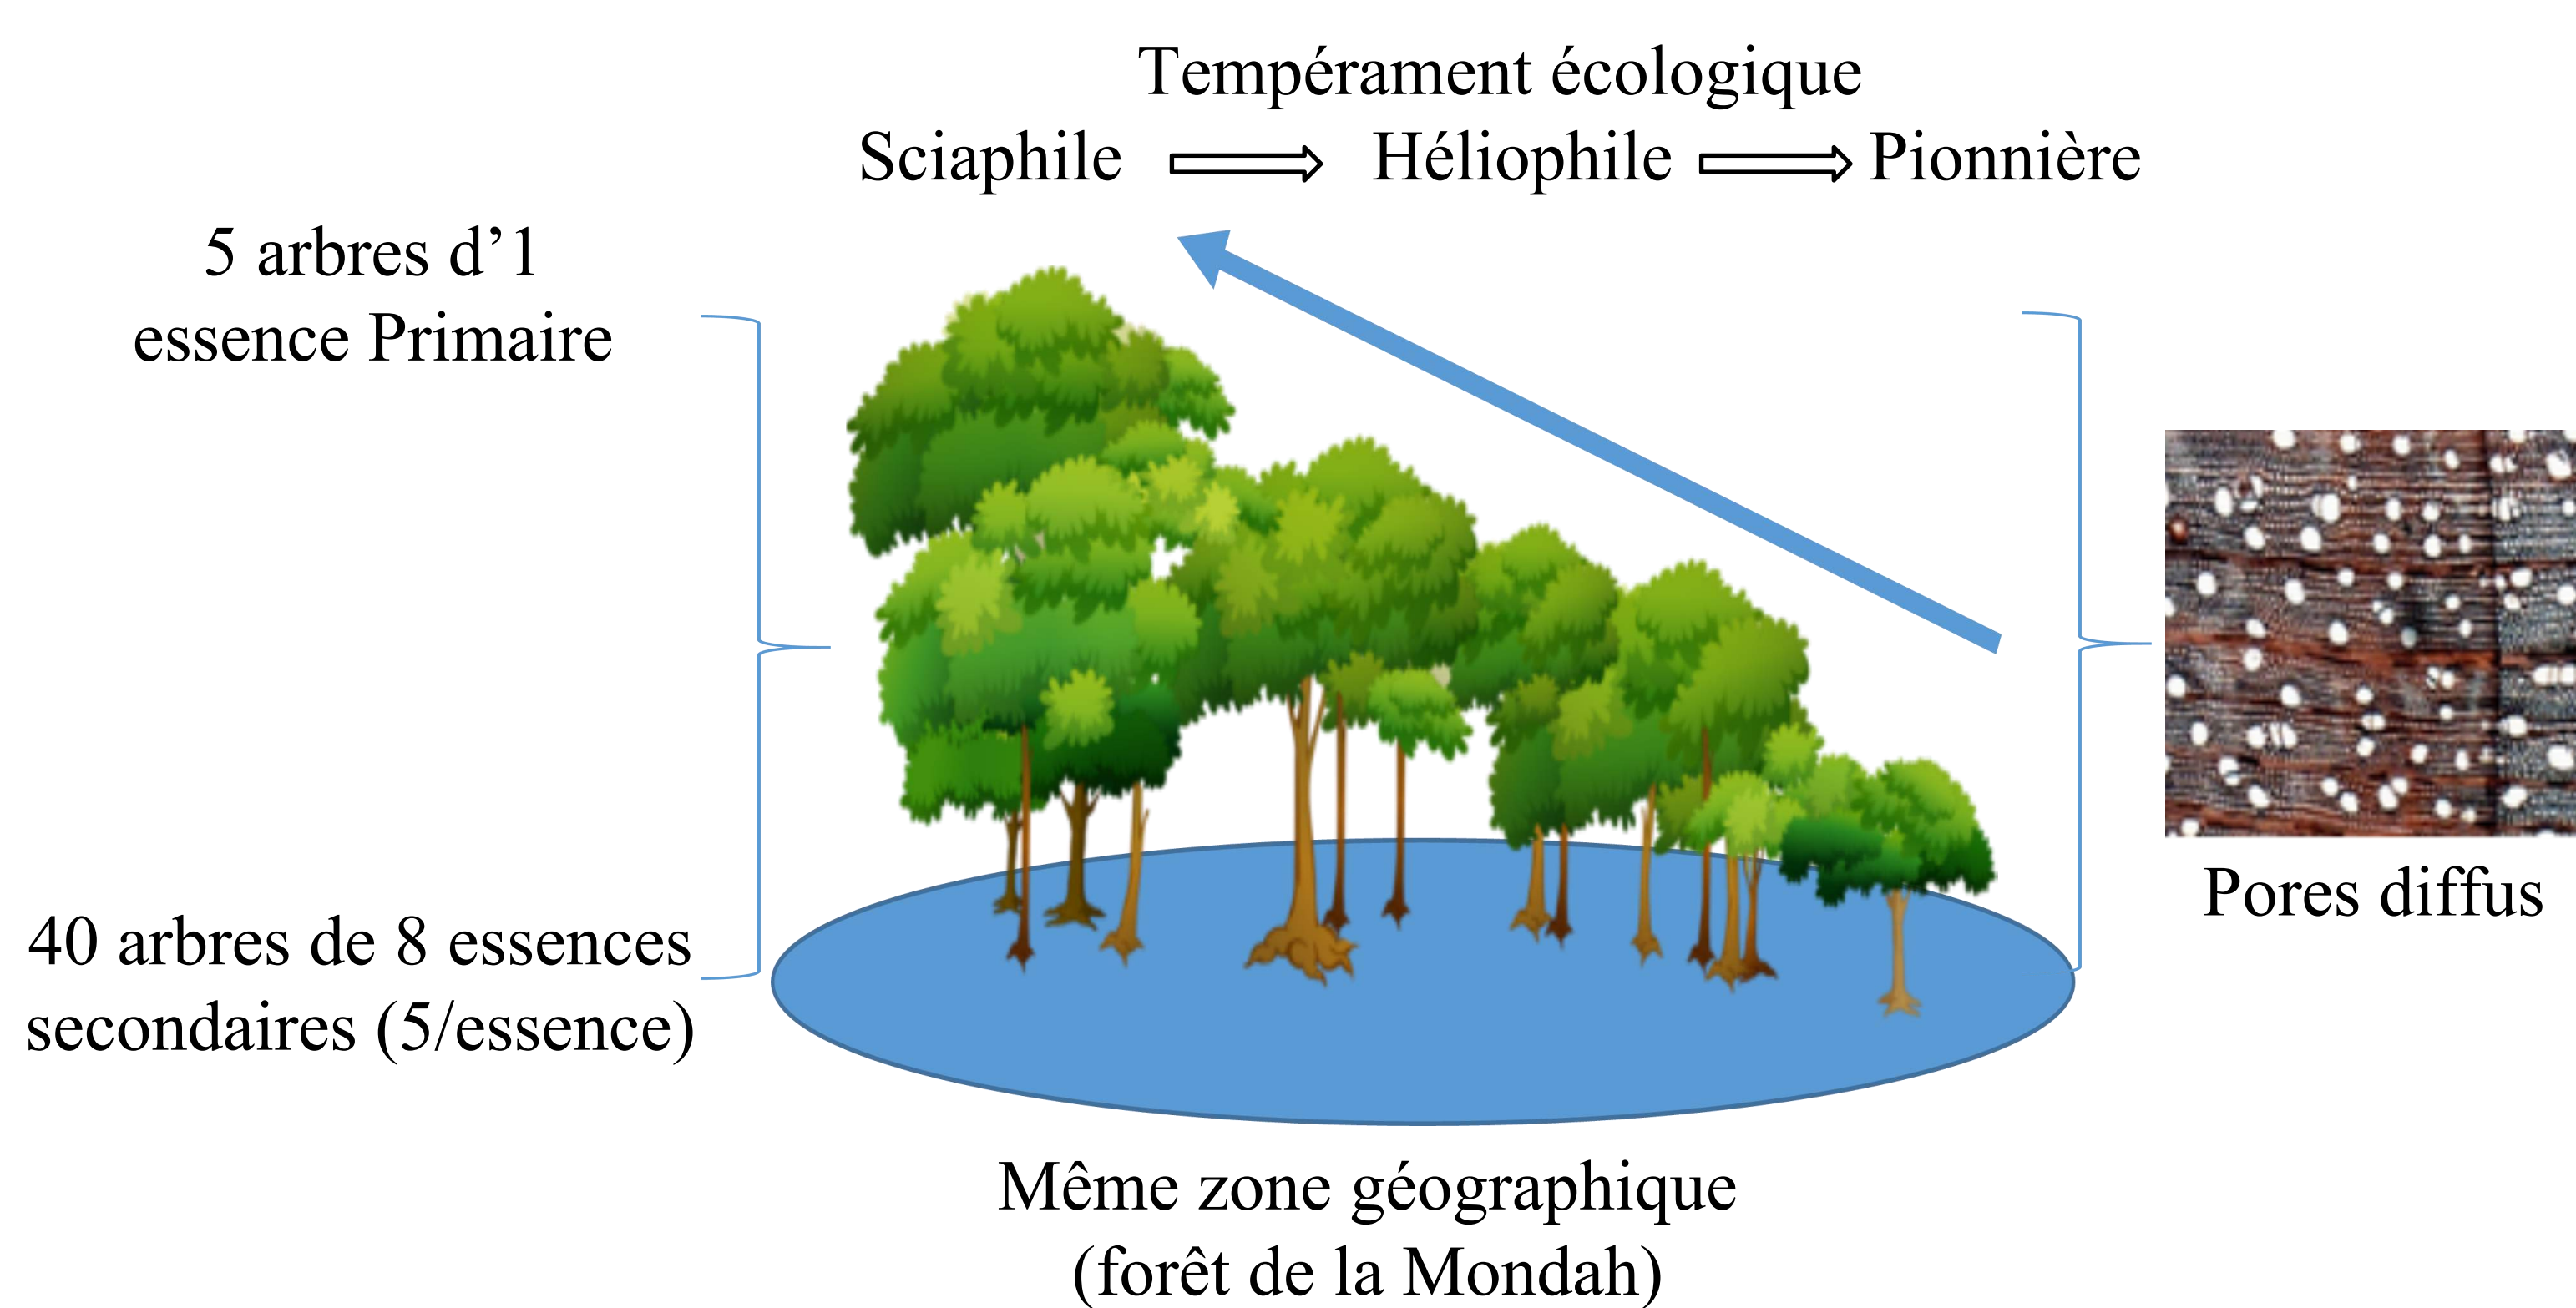 Tempérament écologique
Sciaphile Héliophile Pionnière
5 arbres d’1
essence Primaire
40 arbres de 8 essences
secondaires (5/essence)
Pores diffus
Même zone géographique
(forêt de la Mondah)